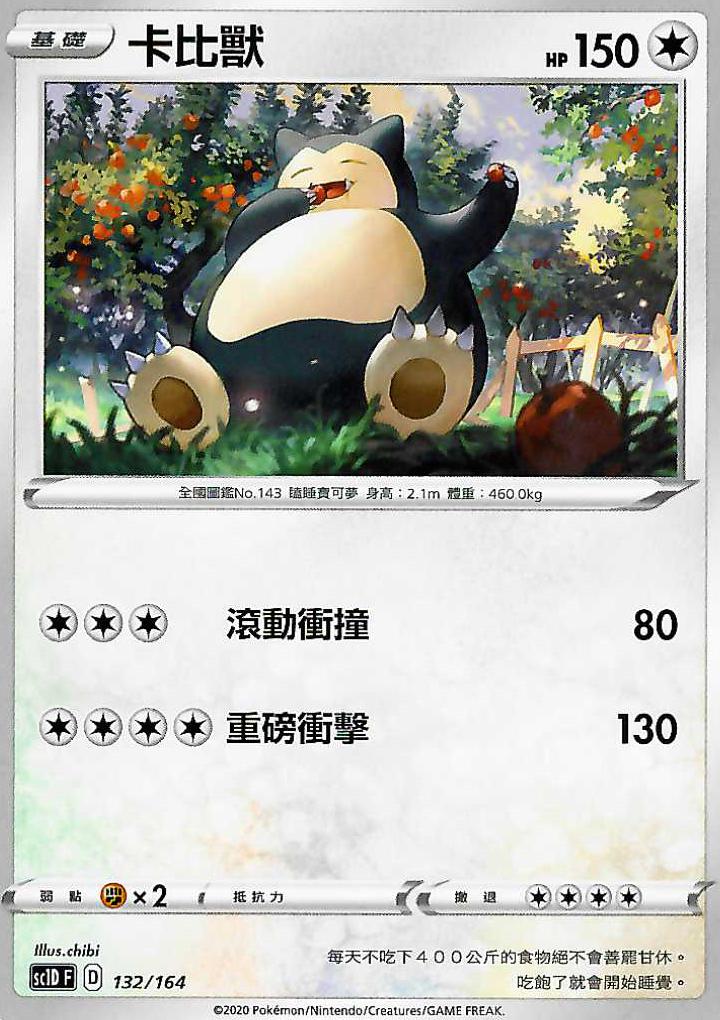 基礎 卡比獸 HP 150
全國圖鑑No.143 瞌睡寶可夢 身高：2.1m 體重：460.0kg
滾動衝撞 80
重磅衝擊 130
弱點 ×2 抵抗力 撤退
Illus.chibi
每天不吃下４００公斤的食物絕不會善罷甘休。
吃飽了就會開始睡覺。
sc1D F D 132/164
©2020 Pokémon/Nintendo/Creatures/GAME FREAK.